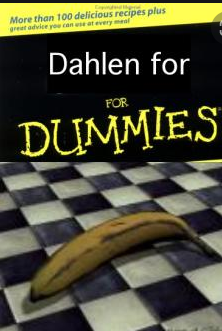 More than 100 delicious recipes plus
great advice you can use at every meal
Dahlen for
FOR
DUMMIES